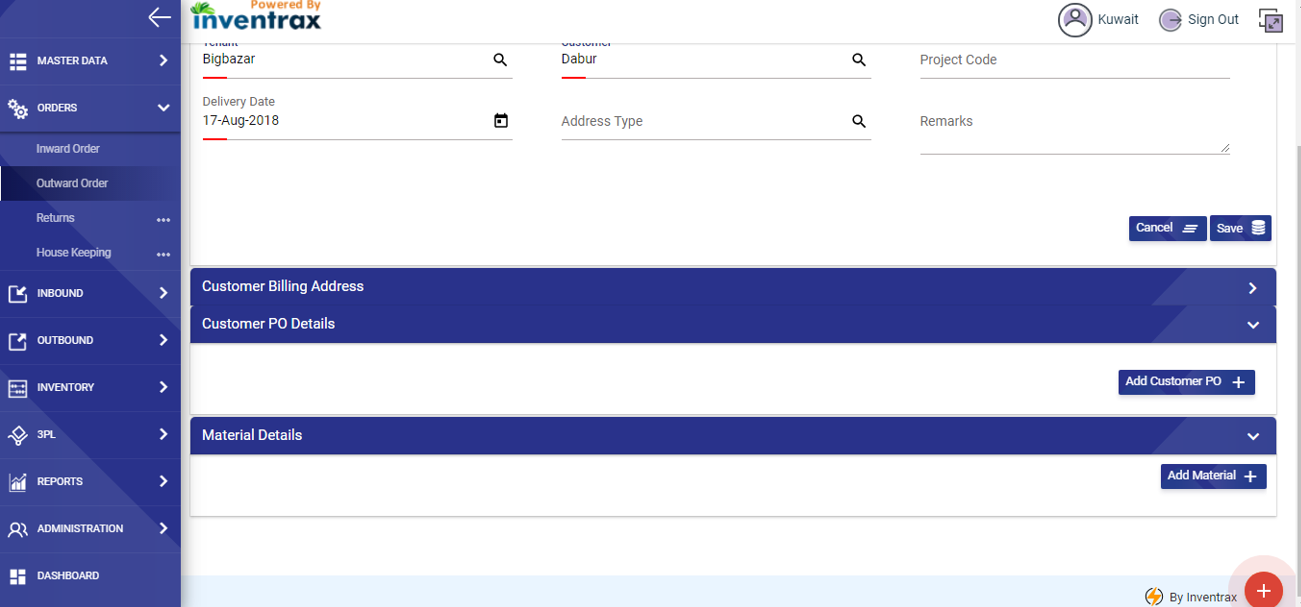 Powered By
inventrax
Kuwait
Sign Out
MASTER DATA
ORDERS
Inward Order
Outward Order
Returns
House Keeping
INBOUND
OUTBOUND
INVENTORY
3PL
REPORTS
ADMINISTRATION
DASHBOARD
Tenant Customer
Bigbazar Dabur Project Code
Delivery Date
17-Aug-2018 Address Type Remarks
Cancel Save
Customer Billing Address
Customer PO Details
Add Customer PO +
Material Details
Add Material +
By Inventrax +